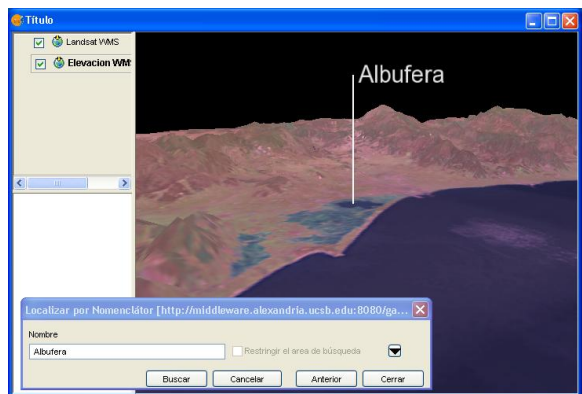 Título
Landsat WMS
Elevacion WM
Albufera
Localizar por Nomenclátor [http://middleware.alexandria.ucsb.edu:8080/ga...
Nombre
Albufera
Restringir el area de búsqueda
Buscar
Cancelar
Anterior
Cerrar